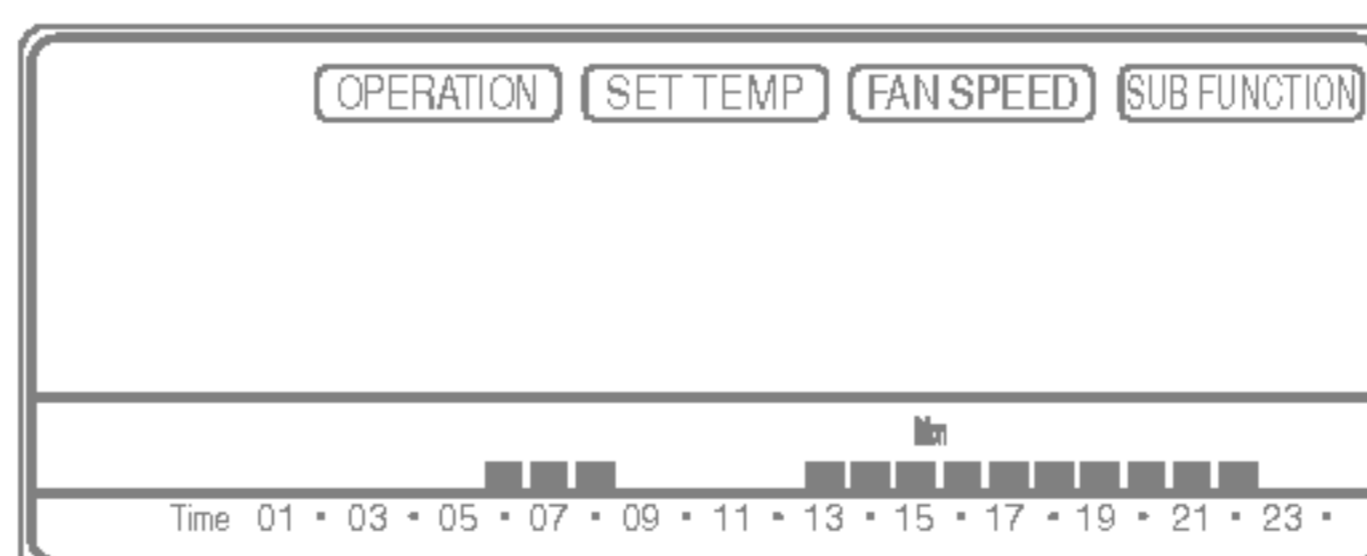 OPERATION SET TEMP FAN SPEED SUB FUNCTION
Time 01 · 03 · 05 · 07 · 09 · 11 · 13 · 15 · 17 · 19 · 21 · 23 ·